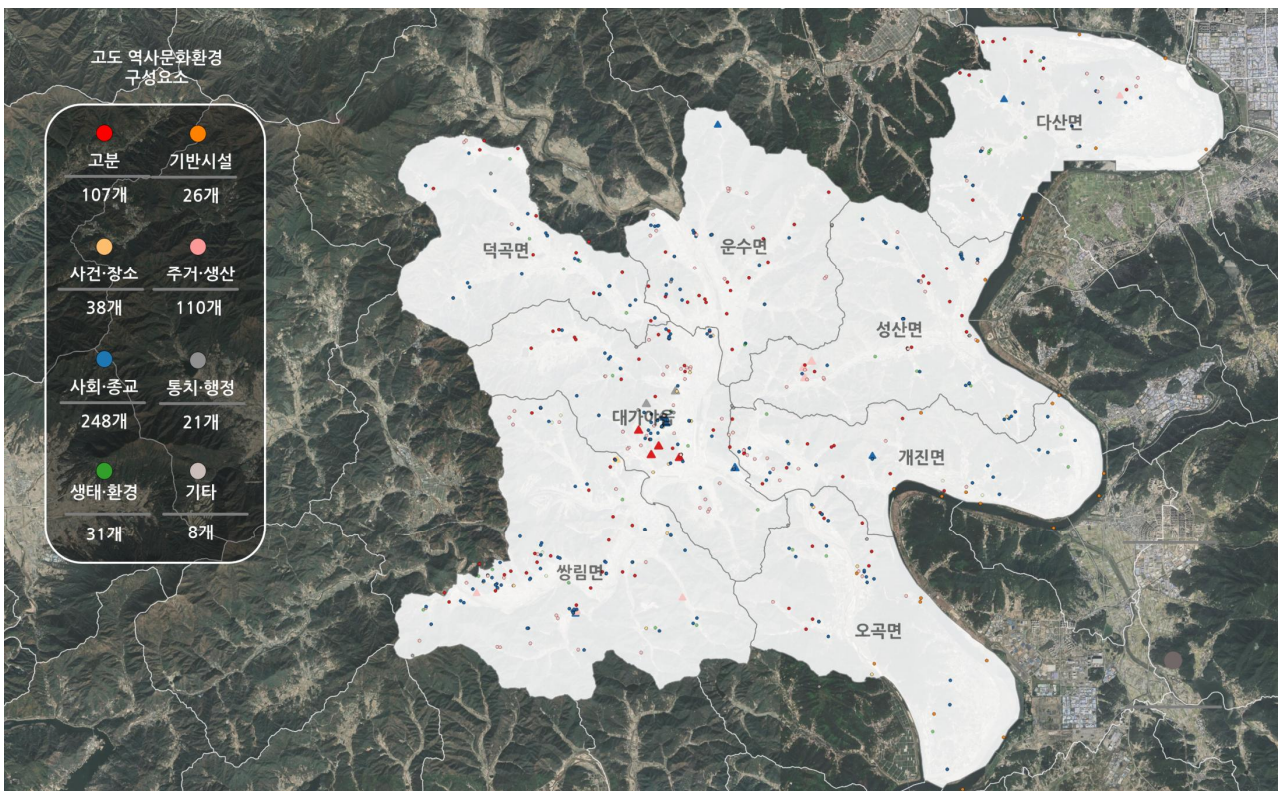 고도 역사문화환경
구성요소
고분 기반시설
107개 26개
사건·장소 주거·생산
38개 110개
사회·종교 통치·행정
248개 21개
생태·환경 기타
31개 8개
다산면
덕곡면
운수면
성산면
대가야읍
개진면
쌍림면
오곡면